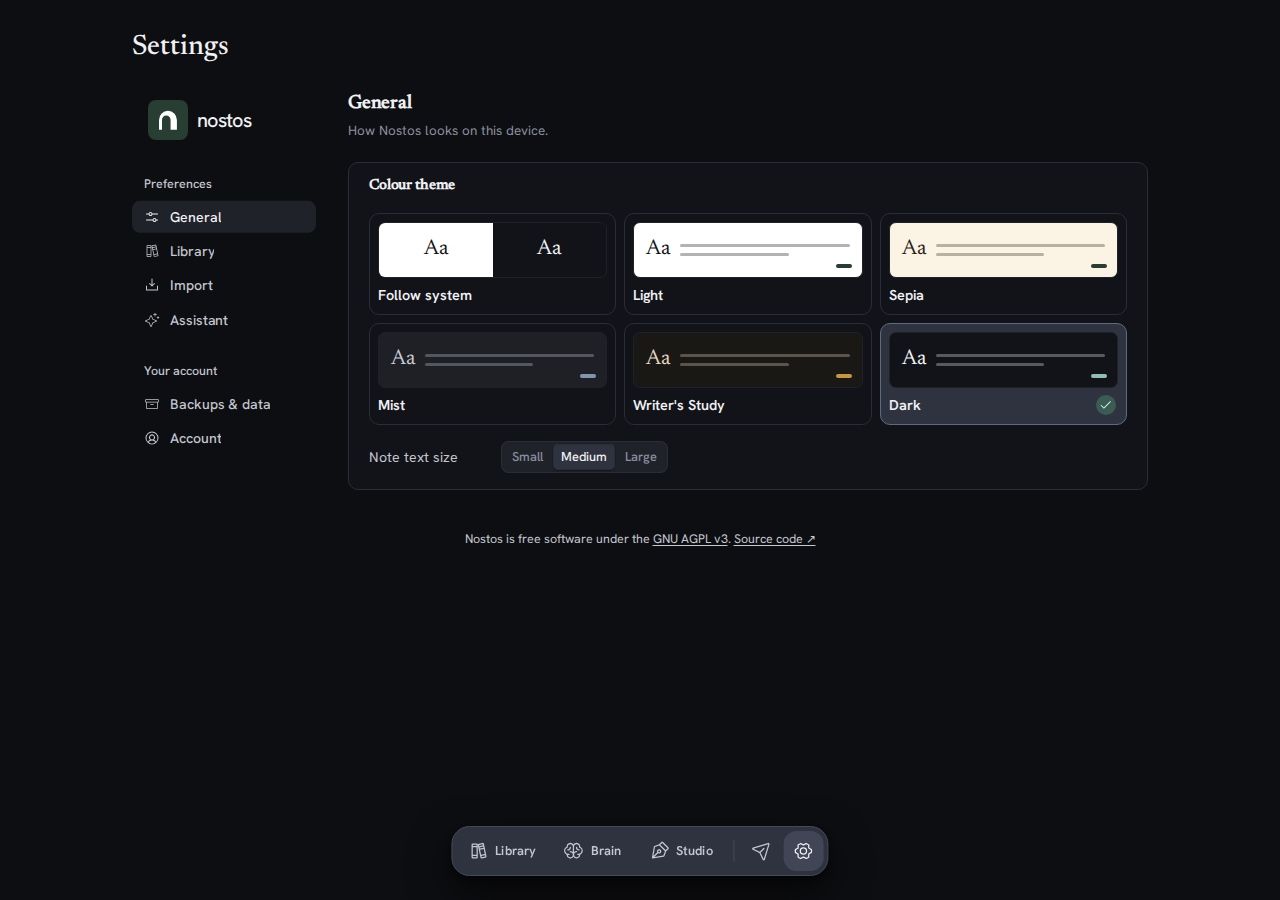 Settings
nostos
Preferences
General
Library
Import
Assistant
Your account
Backups & data
Account
General
How Nostos looks on this device.
Colour theme
Aa Aa
Follow system
Aa
Light
Aa
Sepia
Aa
Mist
Aa
Writer's Study
Aa
Dark
Note text size Small Medium Large
Nostos is free software under the GNU AGPL v3. Source code ↗
Library Brain Studio